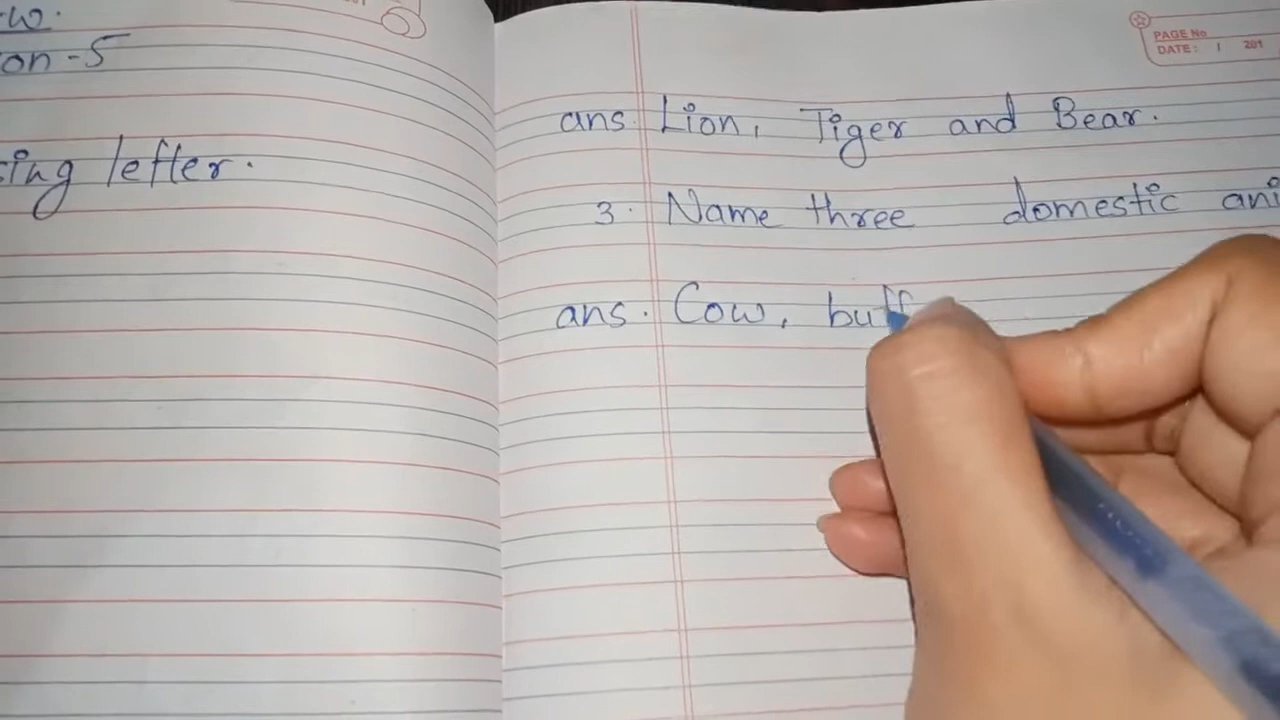 on-5
letter.
PAGE No
DATE: 1 201
ans. Lion, Tiger and Bear.
3. Name three domestic ani
ans. Cow, buff